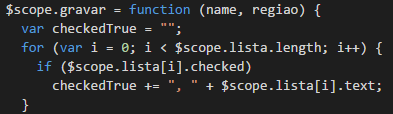 $scope.gravar = function (name, regiao) {
  var checkedTrue = "";
  for (var i = 0; i < $scope.lista.length; i++) {
    if ($scope.lista[i].checked)
      checkedTrue += ", " + $scope.lista[i].text;
  }